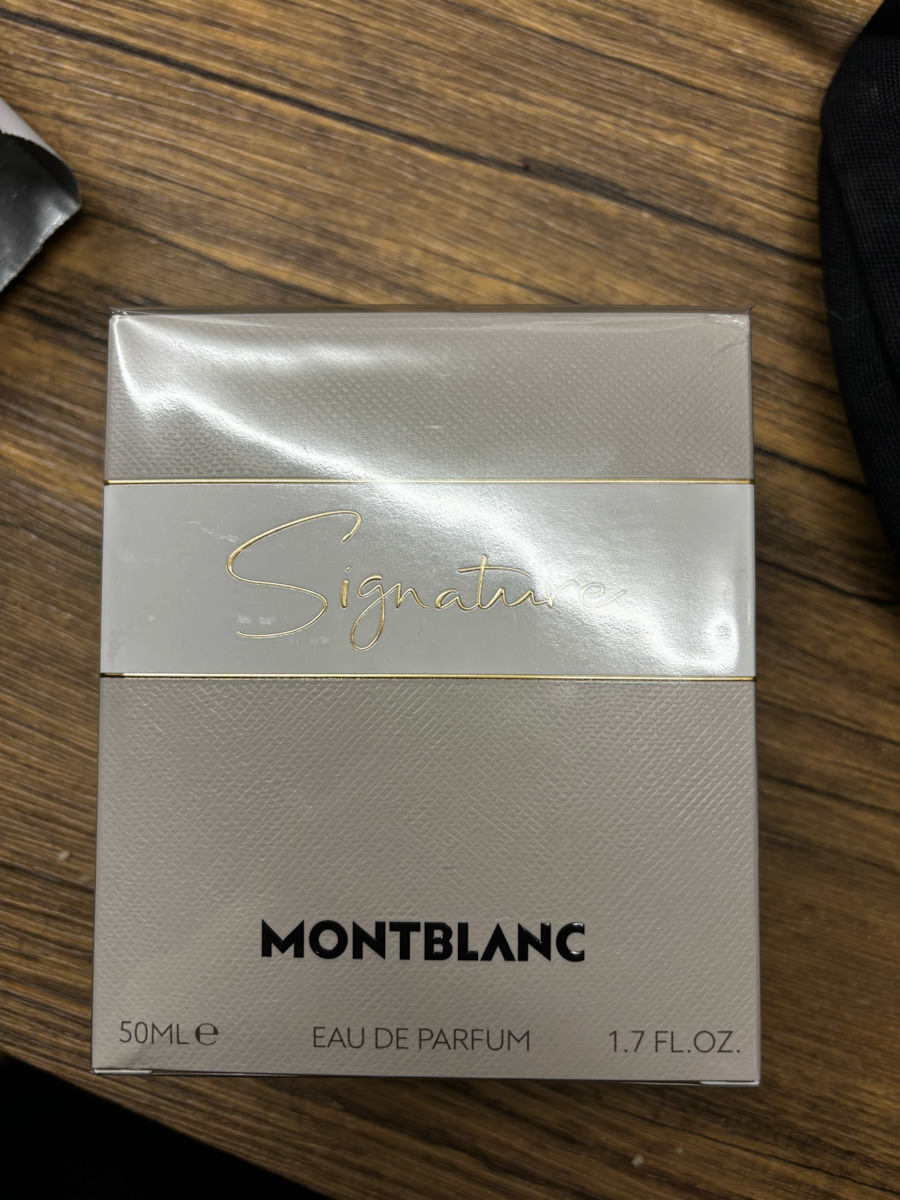 Signature
MONTBLANC
50ML ℮ EAU DE PARFUM 1.7 FL.OZ.